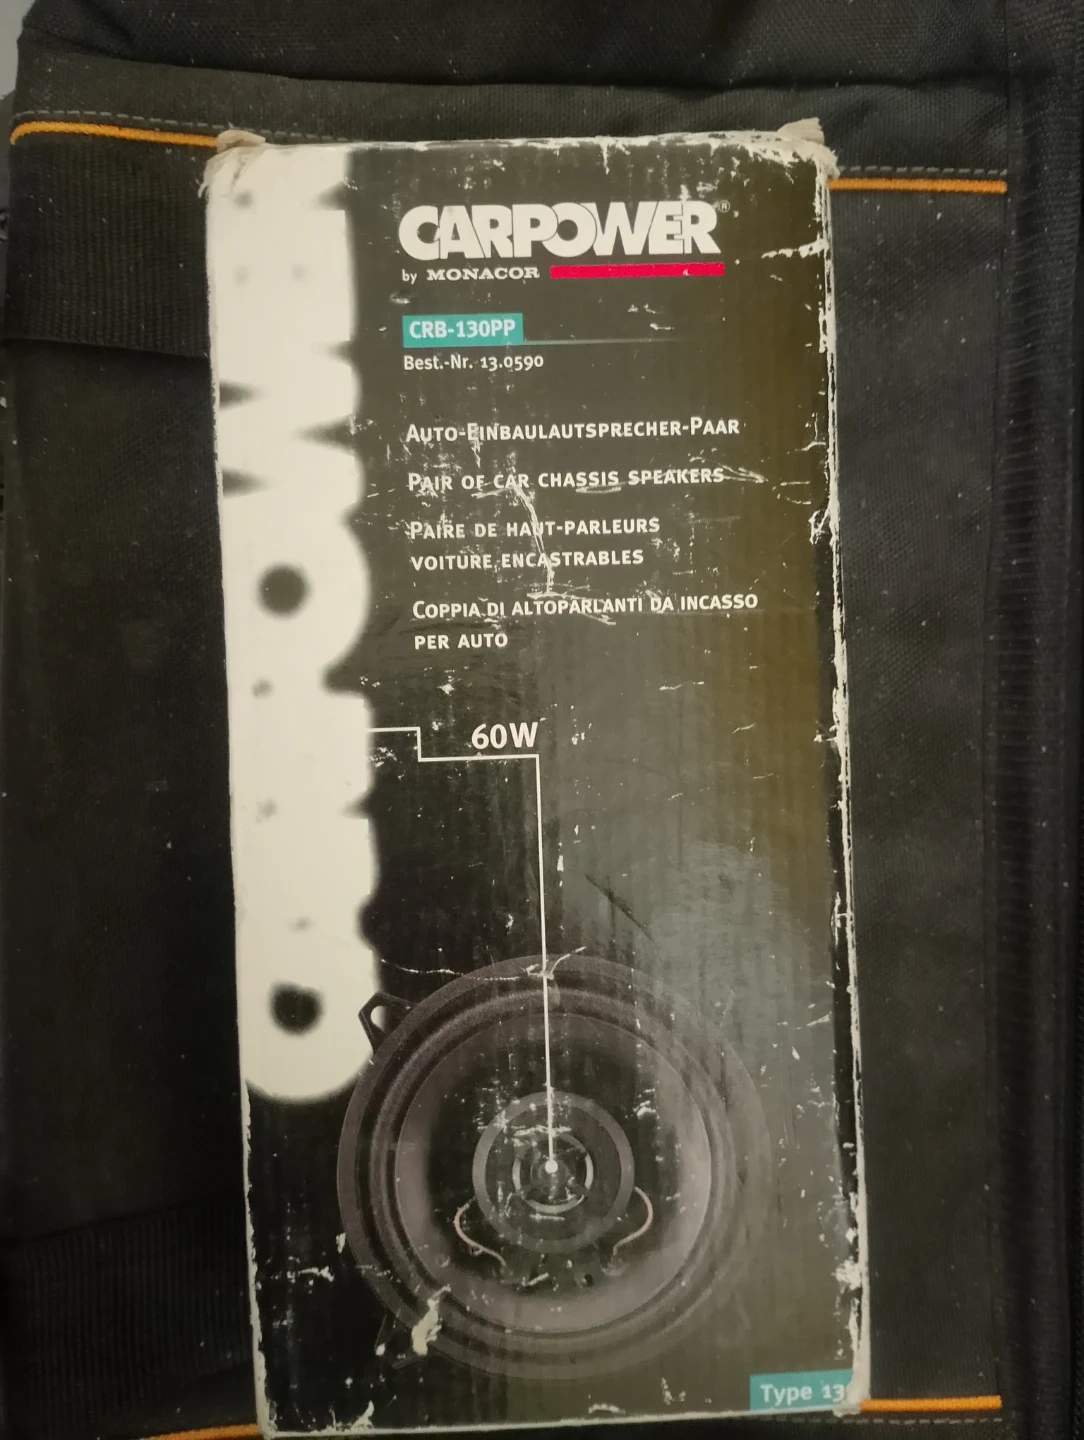 CARPOWER®
by MONACOR
CRB-130PP
Best.-Nr. 13.0590
AUTO-EINBAULAUTSPRECHER-PAAR
PAIR OF CAR CHASSIS SPEAKERS
PAIRE DE HAUT-PARLEURS
VOITURE ENCASTRABLES
COPPIA DI ALTOPARLANTI DA INCASSO
PER AUTO
60W
Type